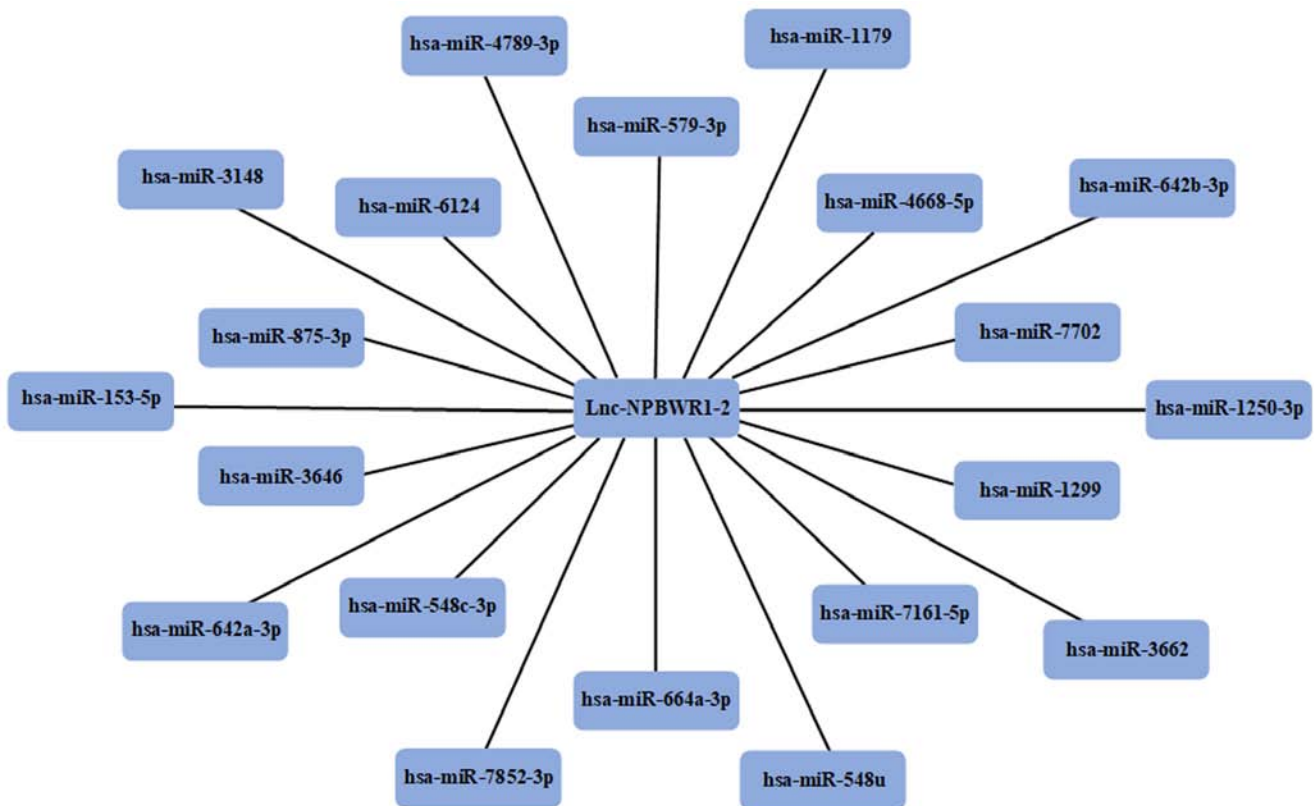 hsa-miR-4789-3p
hsa-miR-1179
hsa-miR-579-3p
hsa-miR-3148
hsa-miR-642b-3p
hsa-miR-6124
hsa-miR-4668-5p
hsa-miR-875-3p
hsa-miR-7702
hsa-miR-153-5p
Lnc-NPBWR1-2
hsa-miR-1250-3p
hsa-miR-3646
hsa-miR-1299
hsa-miR-548c-3p
hsa-miR-7161-5p
hsa-miR-642a-3p
hsa-miR-3662
hsa-miR-664a-3p
hsa-miR-7852-3p
hsa-miR-548u